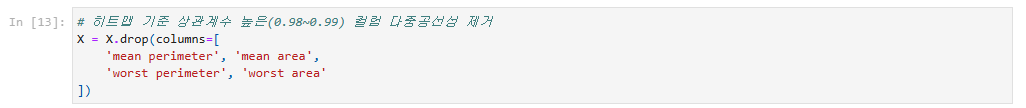 In [13]:
# 히트맵 기준 상관계수 높은(0.98~0.99) 컬럼 다중공선성 제거
X = X.drop(columns=[
    'mean perimeter', 'mean area',
    'worst perimeter', 'worst area'
])